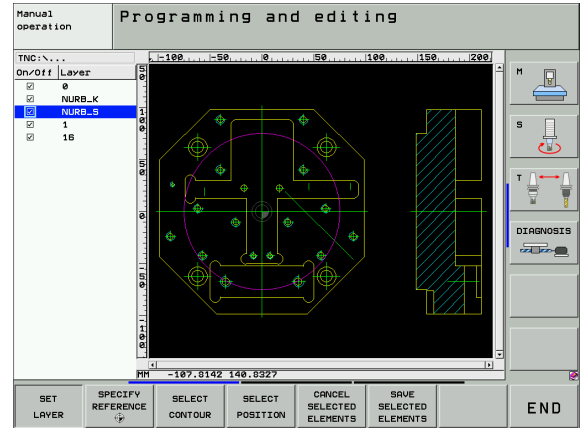 Manual
operation
Programming and editing
TNC:\...
On/Off Layer
0
NURB_K
NURB_S
1
16
-100 -50 0 50 100 150 200
50
100
50
0
-50
-100
MM -107.8142 140.8327
M
S
T
DIAGNOSIS
SET
LAYER
SPECIFY
REFERENCE
SELECT
CONTOUR
SELECT
POSITION
CANCEL
SELECTED
ELEMENTS
SAVE
SELECTED
ELEMENTS
END